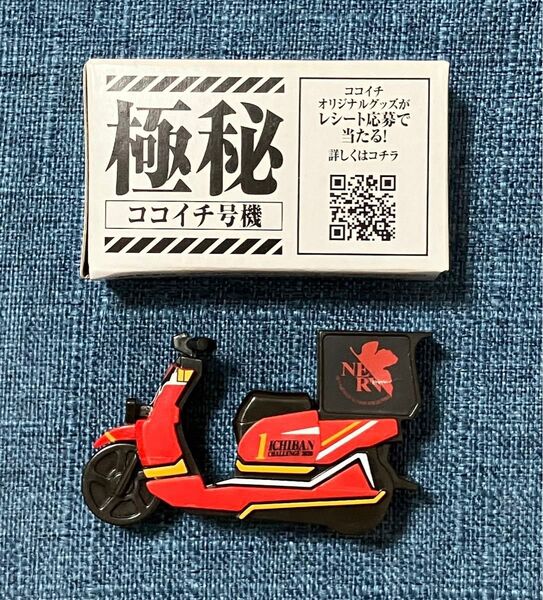 極秘
ココイチ号機
ココイチ
オリジナルグッズが
レシート応募で
当たる!
詳しくはコチラ
NE
RV
1 ICHIBAN
CHALLENGE